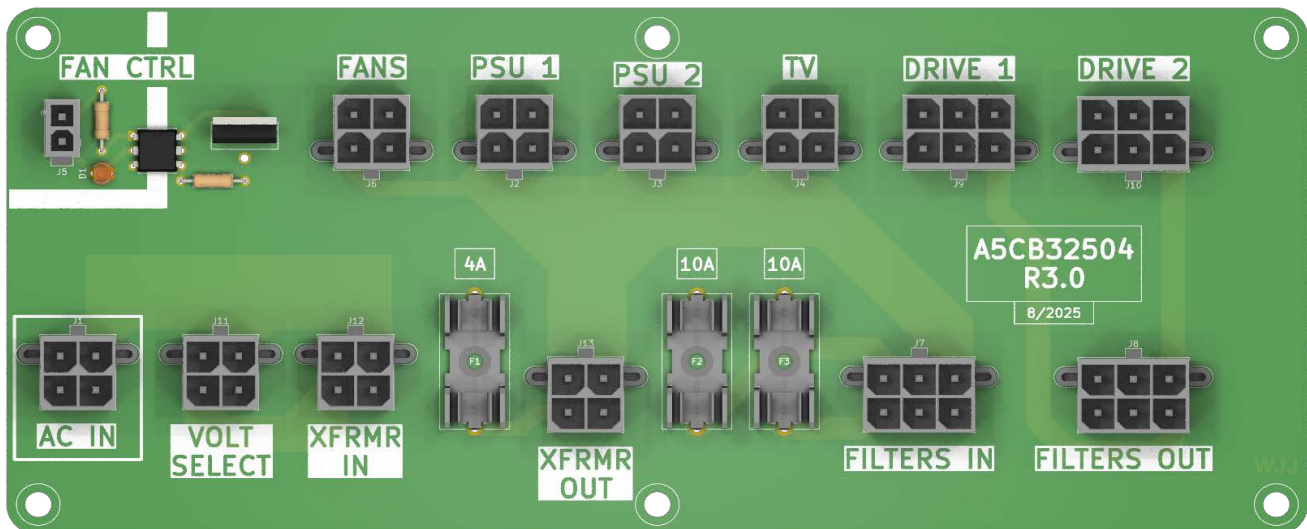 FAN CTRL
FANS
PSU 1
PSU 2
TV
DRIVE 1
DRIVE 2
J5
D1
J6
J2
J3
J4
J9
J10
A5CB32504
R3.0
8/2025
4A
10A
10A
J1
J11
J12
F1
J13
F2
F3
J7
J8
AC IN
VOLT
SELECT
XFRMR
IN
XFRMR
OUT
FILTERS IN
FILTERS OUT
WJJ